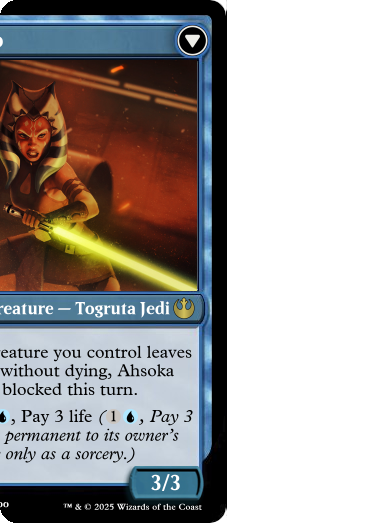 reature — Togruta Jedi
reature you control leaves
without dying, Ahsoka
blocked this turn.
, Pay 3 life (1 , Pay 3
permanent to its owner's
only as a sorcery.)
3/3
™ & © 2025 Wizards of the Coast